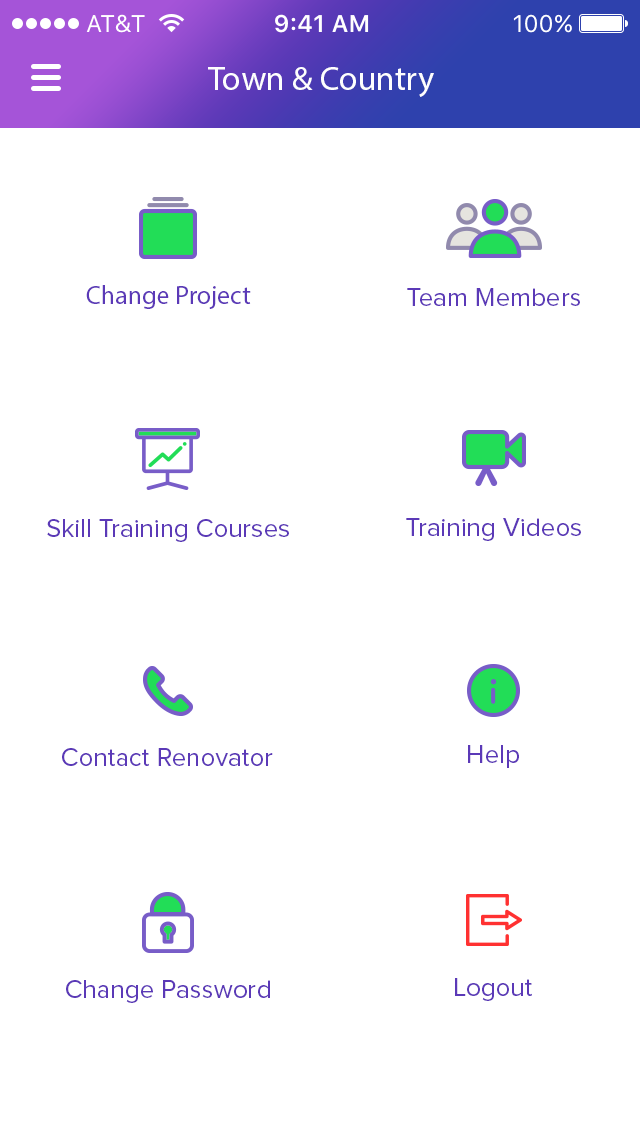 AT&T 9:41 AM 100%
Town & Country
Change Project Team Members
Skill Training Courses Training Videos
Contact Renovator Help
Change Password Logout